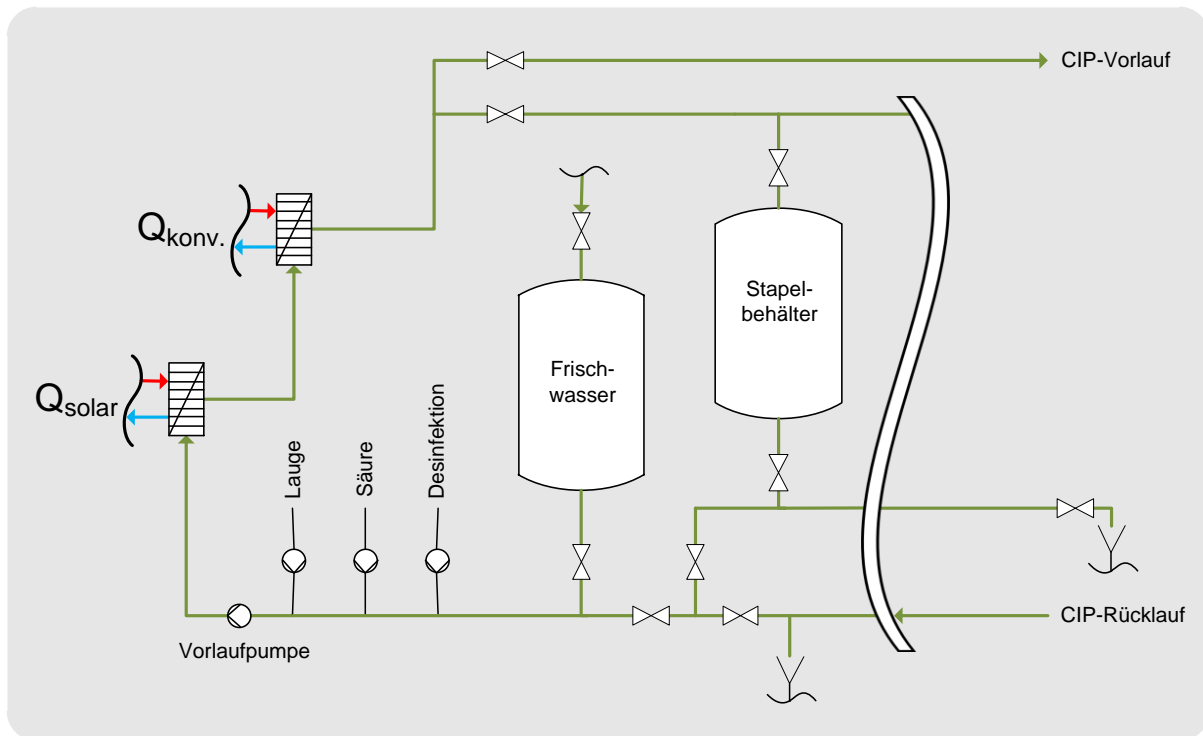 CIP-Vorlauf
Qkonv.
Stapel-
behälter
Frisch-
wasser
Qsolar
Lauge
Säure
Desinfektion
CIP-Rücklauf
Vorlaufpumpe